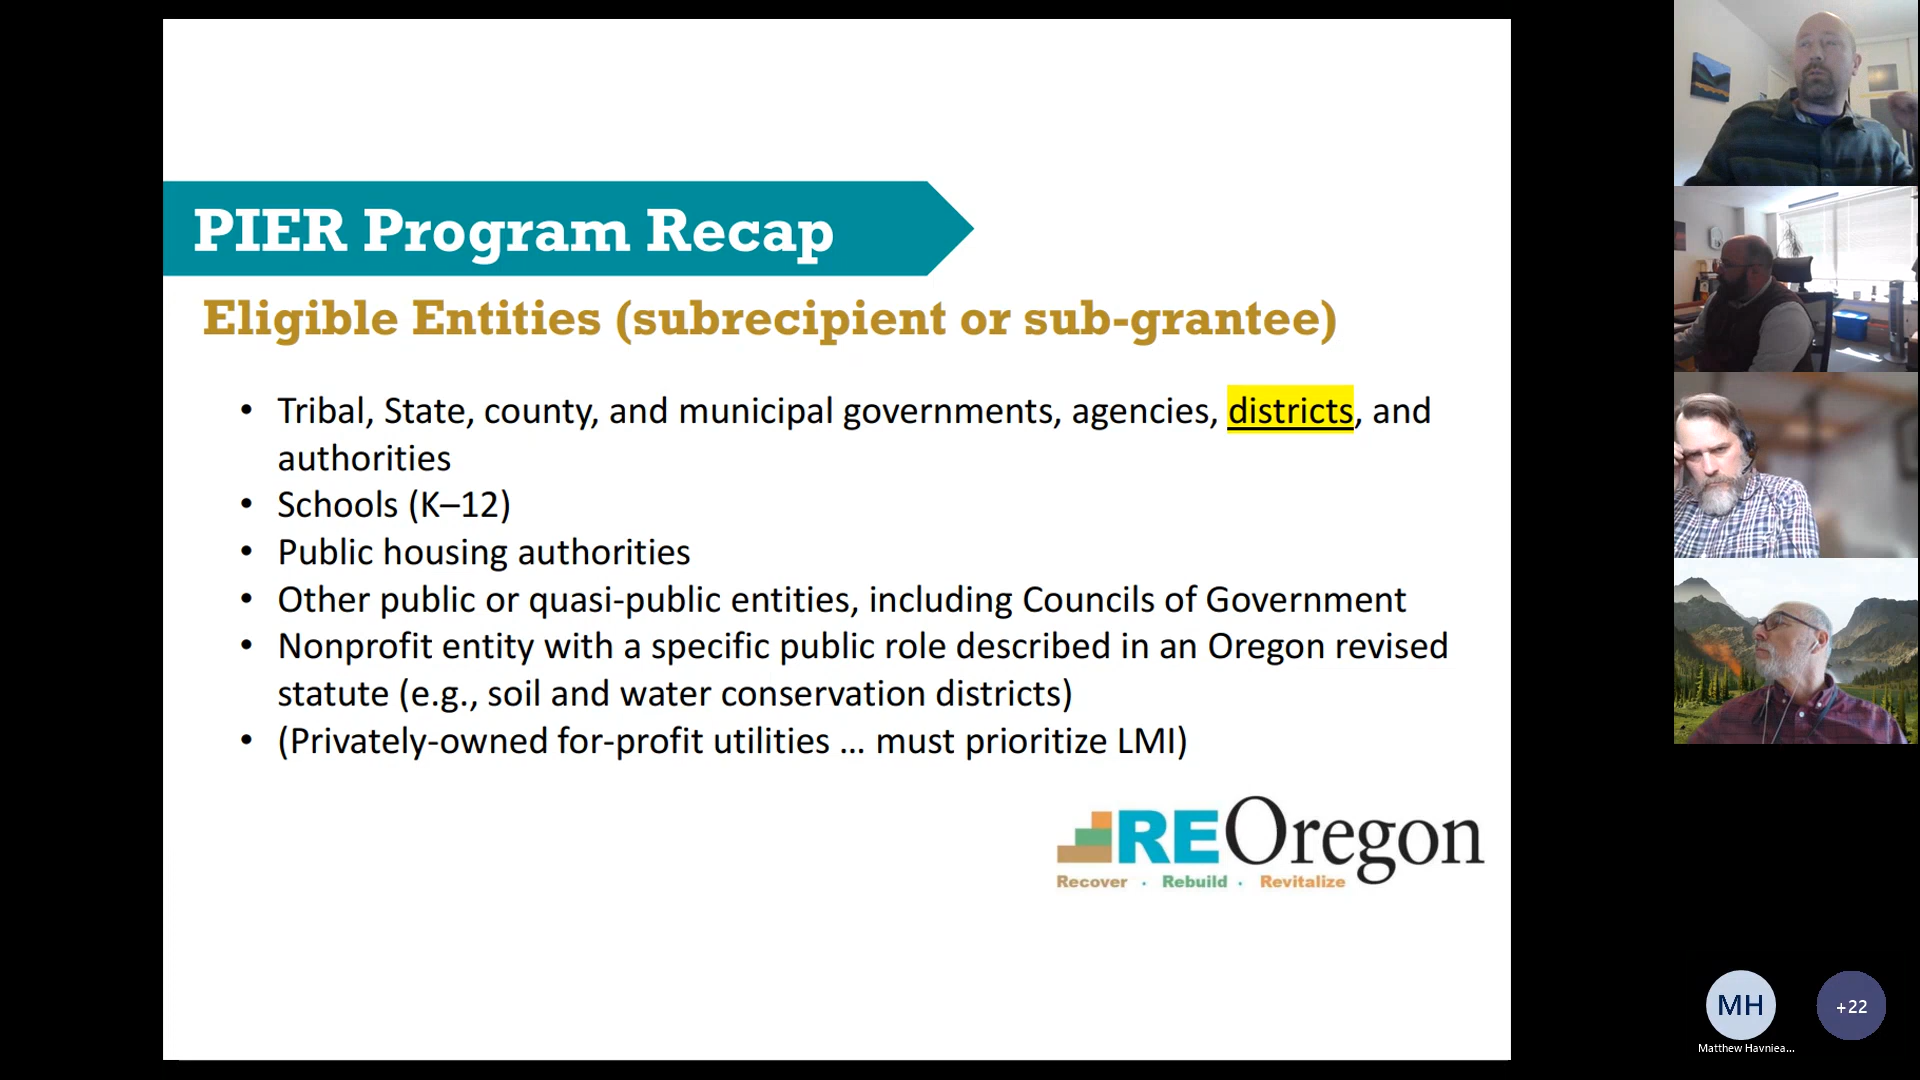 PIER Program Recap
Eligible Entities (subrecipient or sub-grantee)
• Tribal, State, county, and municipal governments, agencies, districts, and
authorities
• Schools (K–12)
• Public housing authorities
• Other public or quasi-public entities, including Councils of Government
• Nonprofit entity with a specific public role described in an Oregon revised
statute (e.g., soil and water conservation districts)
• (Privately-owned for-profit utilities … must prioritize LMI)
REOregon
Recover · Rebuild · Revitalize
MH
+22
Matthew Havniea...